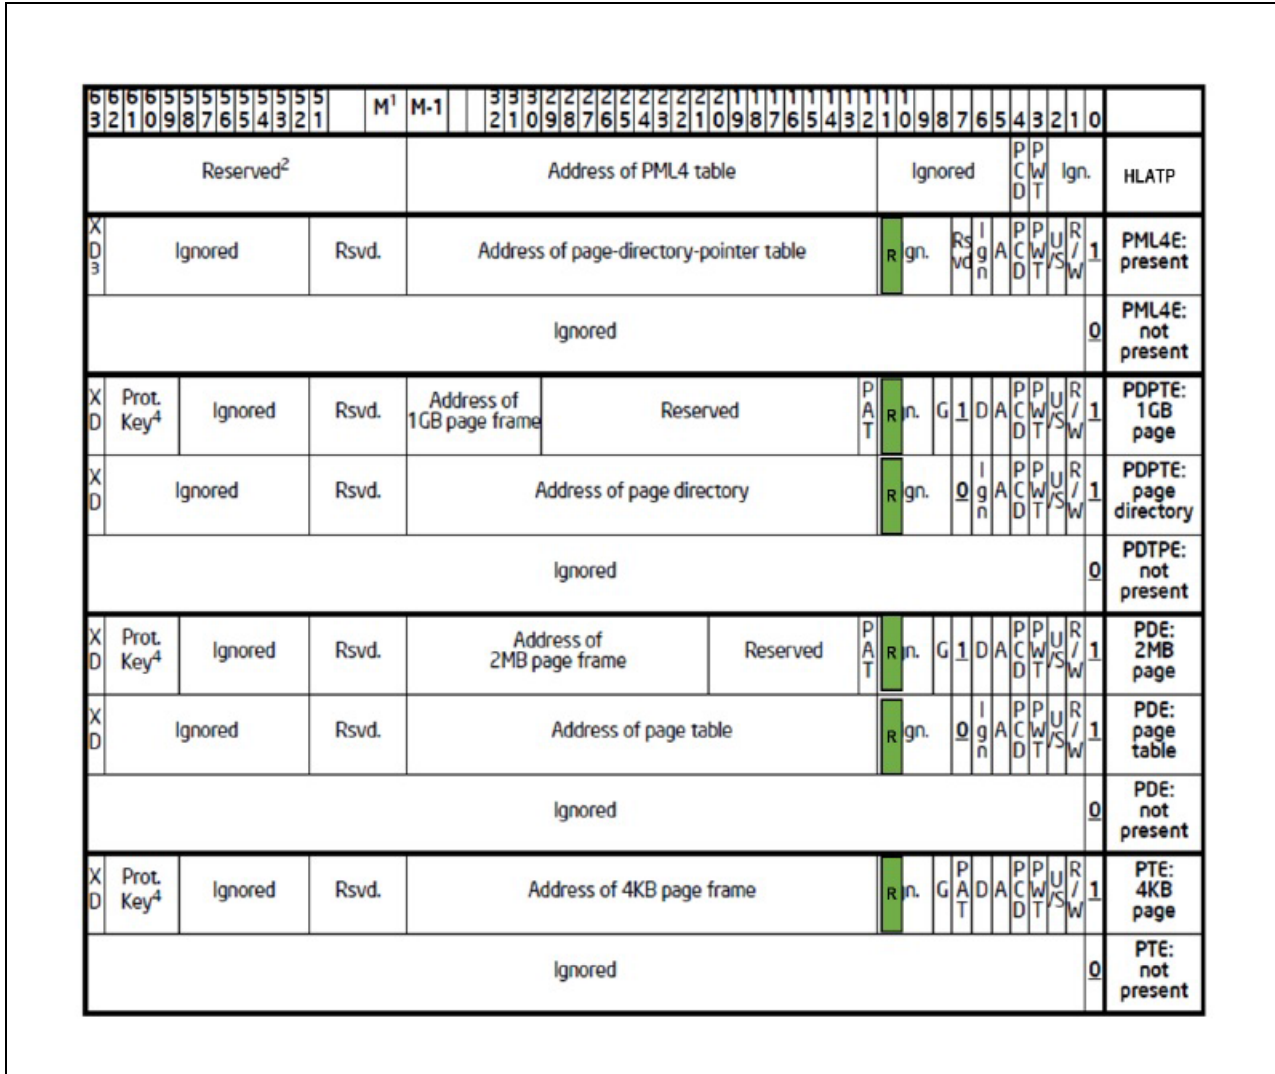 6 6 6 6 5 5 5 5 5 5 5 5 5 M¹ M-1 3 3 3 2 2 2 2 2 2 2 2 2 2 1 1 1 1 1 1 1 1 1 1
3 2 1 0 9 8 7 6 5 4 3 2 1 2 1 0 9 8 7 6 5 4 3 2 1 0 9 8 7 6 5 4 3 2 1 0 9 8 7 6 5 4 3 2 1 0
Reserved² Address of PML4 table Ignored PCD PWT Ign. HLATP
XD³ Ignored Rsvd. Address of page-directory-pointer table R gn. Rsvd Ign A PCD PWT U/S R/W 1 PML4E: present
Ignored 0 PML4E: not present
XD Prot. Key⁴ Ignored Rsvd. Address of 1GB page frame Reserved PAT R n. G 1 D A PCD PWT U/S R/W 1 PDPTE: 1GB page
XD Ignored Rsvd. Address of page directory R gn. 0 Ign A PCD PWT U/S R/W 1 PDPTE: page directory
Ignored 0 PDTPE: not present
XD Prot. Key⁴ Ignored Rsvd. Address of 2MB page frame Reserved PAT R n. G 1 D A PCD PWT U/S R/W 1 PDE: 2MB page
XD Ignored Rsvd. Address of page table R gn. 0 Ign A PCD PWT U/S R/W 1 PDE: page table
Ignored 0 PDE: not present
XD Prot. Key⁴ Ignored Rsvd. Address of 4KB page frame R n. G PAT D A PCD PWT U/S R/W 1 PTE: 4KB page
Ignored 0 PTE: not present